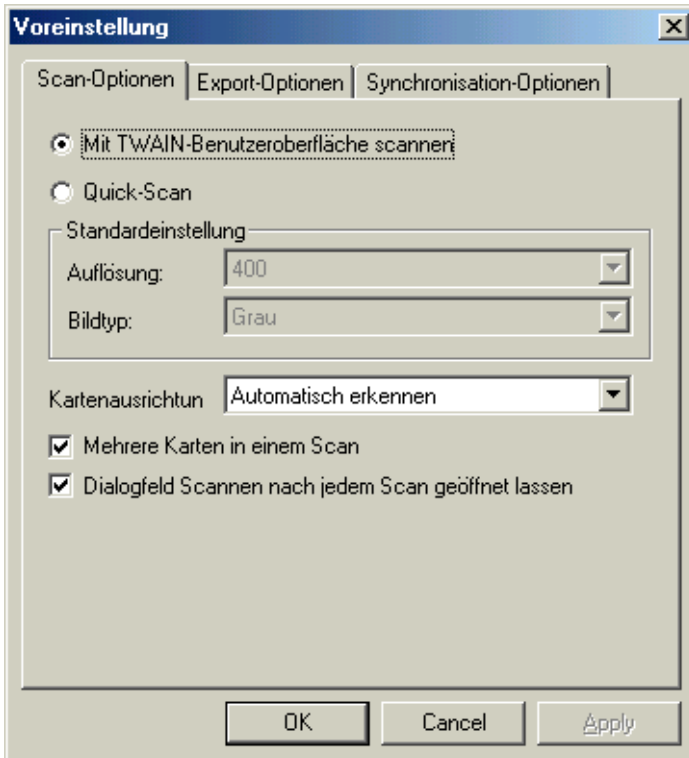 Voreinstellung
Scan-Optionen Export-Optionen Synchronisation-Optionen
Mit TWAIN-Benutzeroberfläche scannen
Quick-Scan
Standardeinstellung
Auflösung: 400
Bildtyp: Grau
Kartenausrichtun Automatisch erkennen
Mehrere Karten in einem Scan
Dialogfeld Scannen nach jedem Scan geöffnet lassen
OK Cancel Apply